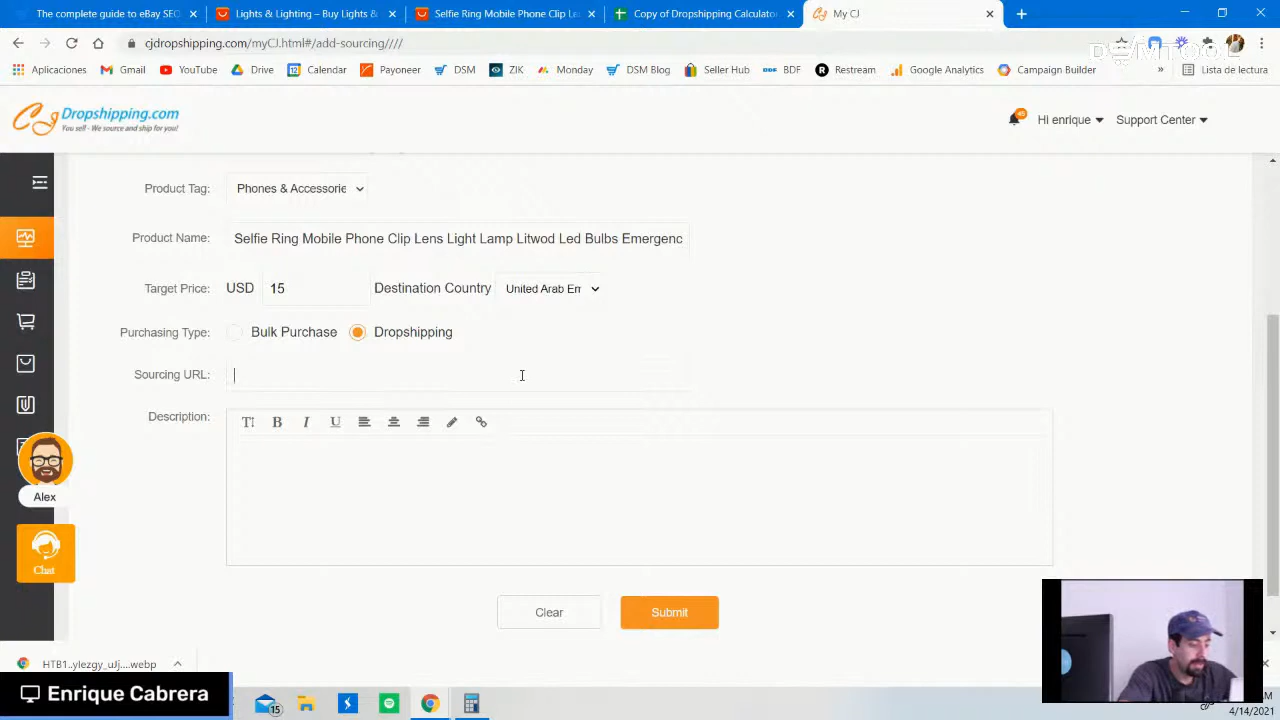 The complete guide to eBay SEO
Lights & Lighting – Buy Lights &
Selfie Ring Mobile Phone Clip Le
Copy of Dropshipping Calculator
My CJ
cjdropshipping.com/myCJ.html#/add-sourcing////
Aplicaciones
Gmail
YouTube
Drive
Calendar
Payoneer
DSM
ZIK
Monday
DSM Blog
Seller Hub
BDF
Restream
Google Analytics
Campaign Builder
Lista de lectura
CJ Dropshipping.com
You sell - We source and ship for you!
Hi enrique
Support Center
Product Tag: Phones & Accessorie
Product Name: Selfie Ring Mobile Phone Clip Lens Light Lamp Litwod Led Bulbs Emergenc
Target Price: USD 15 Destination Country United Arab Em
Purchasing Type: Bulk Purchase Dropshipping
Sourcing URL:
Description:
Alex
Chat
Clear
Submit
HTB1..ylezgy_uJj....webp
Enrique Cabrera
15
4/14/2021